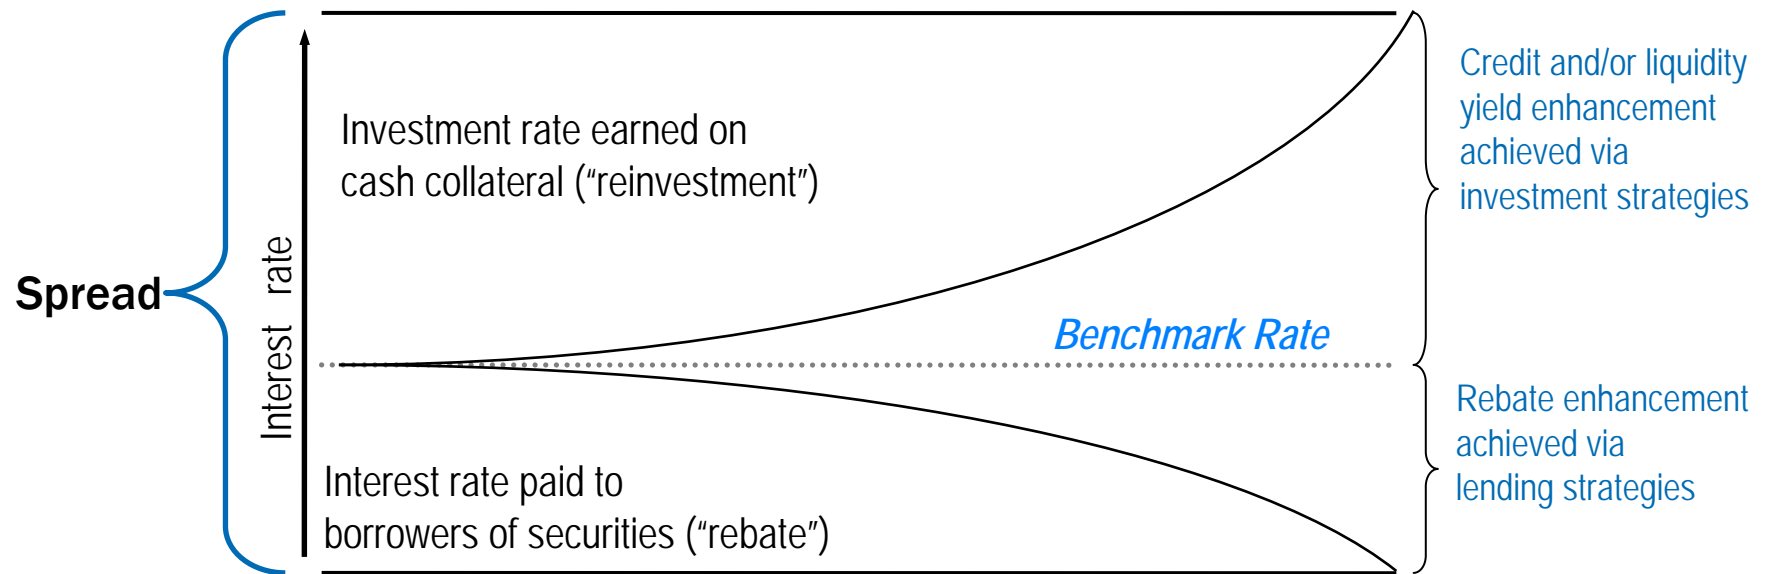 Spread
Interest rate
Investment rate earned on
cash collateral (“reinvestment”)
Benchmark Rate
Interest rate paid to
borrowers of securities (“rebate”)
Credit and/or liquidity
yield enhancement
achieved via
investment strategies
Rebate enhancement
achieved via
lending strategies